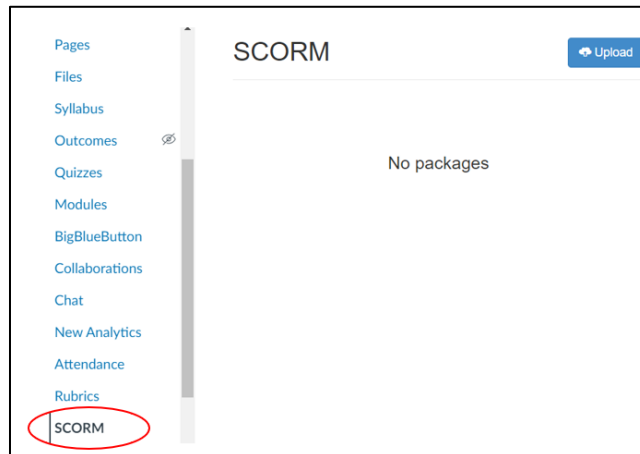 Pages
Files
Syllabus
Outcomes
Quizzes
Modules
BigBlueButton
Collaborations
Chat
New Analytics
Attendance
Rubrics
SCORM
SCORM
Upload
No packages